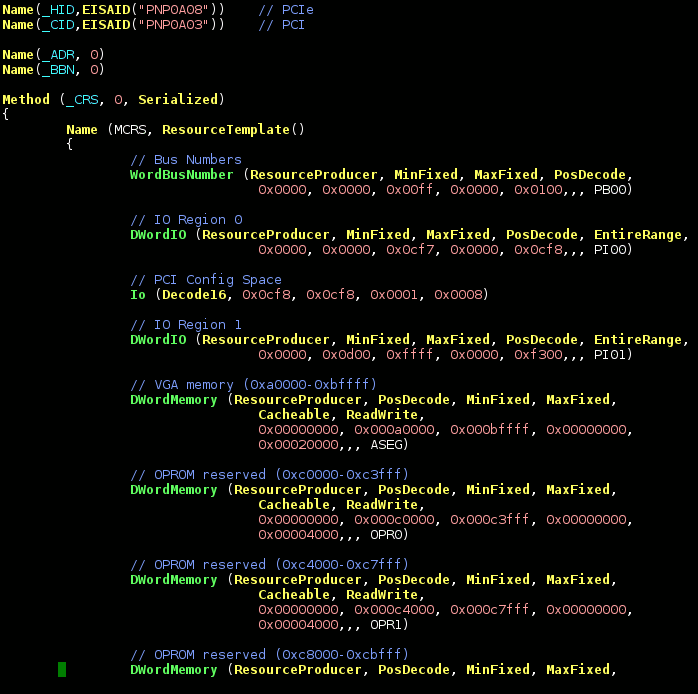 Name(_HID,EISAID("PNP0A08"))    // PCIe
Name(_CID,EISAID("PNP0A03"))    // PCI
Name(_ADR, 0)
Name(_BBN, 0)
Method (_CRS, 0, Serialized)
{
        Name (MCRS, ResourceTemplate()
        {
                // Bus Numbers
                WordBusNumber (ResourceProducer, MinFixed, MaxFixed, PosDecode,
                                0x0000, 0x0000, 0x00ff, 0x0000, 0x0100,,, PB00)
                // IO Region 0
                DWordIO (ResourceProducer, MinFixed, MaxFixed, PosDecode, EntireRange,
                                0x0000, 0x0000, 0x0cf7, 0x0000, 0x0cf8,,, PI00)
                // PCI Config Space
                Io (Decode16, 0x0cf8, 0x0cf8, 0x0001, 0x0008)
                // IO Region 1
                DWordIO (ResourceProducer, MinFixed, MaxFixed, PosDecode, EntireRange,
                                0x0000, 0x0d00, 0xffff, 0x0000, 0xf300,,, PI01)
                // VGA memory (0xa0000-0xbffff)
                DWordMemory (ResourceProducer, PosDecode, MinFixed, MaxFixed,
                                Cacheable, ReadWrite,
                                0x00000000, 0x000a0000, 0x000bffff, 0x00000000,
                                0x00020000,,, ASEG)
                // OPROM reserved (0xc0000-0xc3fff)
                DWordMemory (ResourceProducer, PosDecode, MinFixed, MaxFixed,
                                Cacheable, ReadWrite,
                                0x00000000, 0x000c0000, 0x000c3fff, 0x00000000,
                                0x00004000,,, OPR0)
                // OPROM reserved (0xc4000-0xc7fff)
                DWordMemory (ResourceProducer, PosDecode, MinFixed, MaxFixed,
                                Cacheable, ReadWrite,
                                0x00000000, 0x000c4000, 0x000c7fff, 0x00000000,
                                0x00004000,,, OPR1)
                // OPROM reserved (0xc8000-0xcbfff)
                DWordMemory (ResourceProducer, PosDecode, MinFixed, MaxFixed,